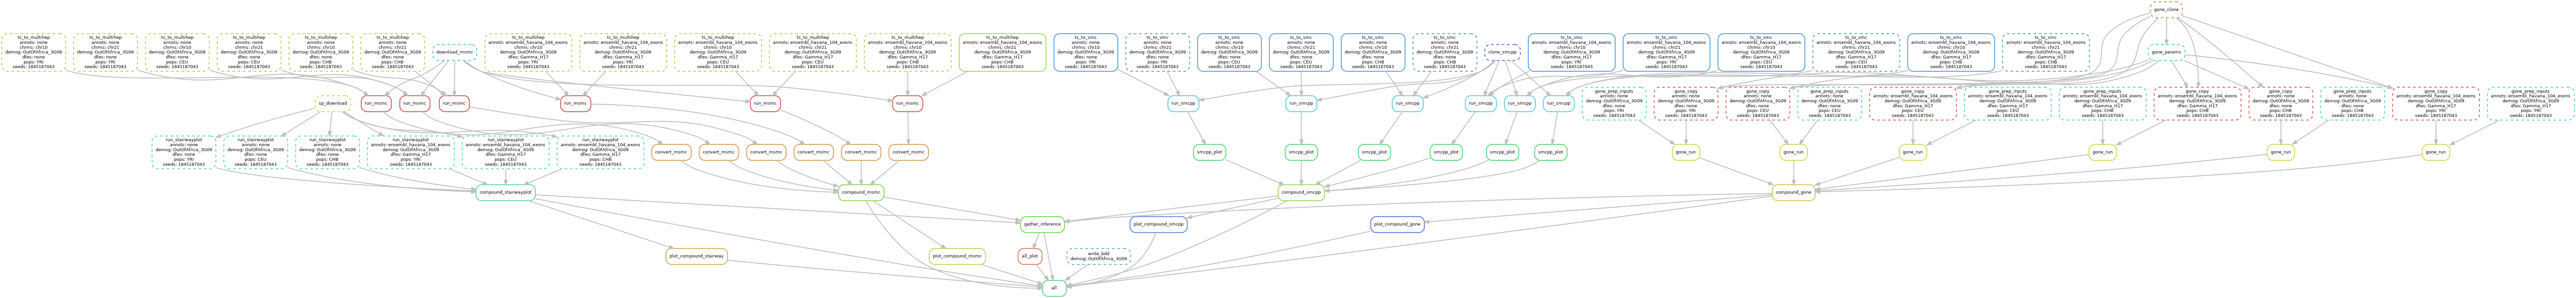 gone_clone
ts_to_multihep
annots: none
chrms: chr10
demog: OutOfAfrica_3G09
dfes: none
pops: YRI
seeds: 1845187043
ts_to_multihep
annots: none
chrms: chr21
demog: OutOfAfrica_3G09
dfes: none
pops: YRI
seeds: 1845187043
ts_to_multihep
annots: none
chrms: chr10
demog: OutOfAfrica_3G09
dfes: none
pops: CEU
seeds: 1845187043
ts_to_multihep
annots: none
chrms: chr21
demog: OutOfAfrica_3G09
dfes: none
pops: CEU
seeds: 1845187043
ts_to_multihep
annots: none
chrms: chr10
demog: OutOfAfrica_3G09
dfes: none
pops: CHB
seeds: 1845187043
ts_to_multihep
annots: none
chrms: chr21
demog: OutOfAfrica_3G09
dfes: none
pops: CHB
seeds: 1845187043
download_msmc
ts_to_multihep
annots: ensembl_havana_104_exons
chrms: chr10
demog: OutOfAfrica_3G09
dfes: Gamma_H17
pops: YRI
seeds: 1845187043
ts_to_multihep
annots: ensembl_havana_104_exons
chrms: chr21
demog: OutOfAfrica_3G09
dfes: Gamma_H17
pops: YRI
seeds: 1845187043
ts_to_multihep
annots: ensembl_havana_104_exons
chrms: chr10
demog: OutOfAfrica_3G09
dfes: Gamma_H17
pops: CEU
seeds: 1845187043
ts_to_multihep
annots: ensembl_havana_104_exons
chrms: chr21
demog: OutOfAfrica_3G09
dfes: Gamma_H17
pops: CEU
seeds: 1845187043
ts_to_multihep
annots: ensembl_havana_104_exons
chrms: chr10
demog: OutOfAfrica_3G09
dfes: Gamma_H17
pops: CHB
seeds: 1845187043
ts_to_multihep
annots: ensembl_havana_104_exons
chrms: chr21
demog: OutOfAfrica_3G09
dfes: Gamma_H17
pops: CHB
seeds: 1845187043
ts_to_smc
annots: none
chrms: chr10
demog: OutOfAfrica_3G09
dfes: none
pops: YRI
seeds: 1845187043
ts_to_smc
annots: none
chrms: chr21
demog: OutOfAfrica_3G09
dfes: none
pops: YRI
seeds: 1845187043
ts_to_smc
annots: none
chrms: chr10
demog: OutOfAfrica_3G09
dfes: none
pops: CEU
seeds: 1845187043
ts_to_smc
annots: none
chrms: chr21
demog: OutOfAfrica_3G09
dfes: none
pops: CEU
seeds: 1845187043
ts_to_smc
annots: none
chrms: chr10
demog: OutOfAfrica_3G09
dfes: none
pops: CHB
seeds: 1845187043
ts_to_smc
annots: none
chrms: chr21
demog: OutOfAfrica_3G09
dfes: none
pops: CHB
seeds: 1845187043
clone_smcpp
ts_to_smc
annots: ensembl_havana_104_exons
chrms: chr10
demog: OutOfAfrica_3G09
dfes: Gamma_H17
pops: YRI
seeds: 1845187043
ts_to_smc
annots: ensembl_havana_104_exons
chrms: chr21
demog: OutOfAfrica_3G09
dfes: Gamma_H17
pops: YRI
seeds: 1845187043
ts_to_smc
annots: ensembl_havana_104_exons
chrms: chr10
demog: OutOfAfrica_3G09
dfes: Gamma_H17
pops: CEU
seeds: 1845187043
ts_to_smc
annots: ensembl_havana_104_exons
chrms: chr21
demog: OutOfAfrica_3G09
dfes: Gamma_H17
pops: CEU
seeds: 1845187043
ts_to_smc
annots: ensembl_havana_104_exons
chrms: chr10
demog: OutOfAfrica_3G09
dfes: Gamma_H17
pops: CHB
seeds: 1845187043
ts_to_smc
annots: ensembl_havana_104_exons
chrms: chr21
demog: OutOfAfrica_3G09
dfes: Gamma_H17
pops: CHB
seeds: 1845187043
gone_params
sp_download
run_msmc
run_msmc
run_msmc
run_msmc
run_msmc
run_msmc
run_smcpp
run_smcpp
run_smcpp
run_smcpp
run_smcpp
run_smcpp
gone_prep_inputs
annots: none
demog: OutOfAfrica_3G09
dfes: none
pops: YRI
seeds: 1845187043
gone_copy
annots: none
demog: OutOfAfrica_3G09
dfes: none
pops: YRI
seeds: 1845187043
gone_copy
annots: none
demog: OutOfAfrica_3G09
dfes: none
pops: CEU
seeds: 1845187043
gone_prep_inputs
annots: none
demog: OutOfAfrica_3G09
dfes: none
pops: CEU
seeds: 1845187043
gone_copy
annots: ensembl_havana_104_exons
demog: OutOfAfrica_3G09
dfes: Gamma_H17
pops: CEU
seeds: 1845187043
gone_prep_inputs
annots: ensembl_havana_104_exons
demog: OutOfAfrica_3G09
dfes: Gamma_H17
pops: CEU
seeds: 1845187043
gone_prep_inputs
annots: ensembl_havana_104_exons
demog: OutOfAfrica_3G09
dfes: Gamma_H17
pops: CHB
seeds: 1845187043
gone_copy
annots: ensembl_havana_104_exons
demog: OutOfAfrica_3G09
dfes: Gamma_H17
pops: CHB
seeds: 1845187043
gone_copy
annots: none
demog: OutOfAfrica_3G09
dfes: none
pops: CHB
seeds: 1845187043
gone_prep_inputs
annots: none
demog: OutOfAfrica_3G09
dfes: none
pops: CHB
seeds: 1845187043
gone_copy
annots: ensembl_havana_104_exons
demog: OutOfAfrica_3G09
dfes: Gamma_H17
pops: YRI
seeds: 1845187043
gone_prep_inputs
annots: ensembl_havana_104_exons
demog: OutOfAfrica_3G09
dfes: Gamma_H17
pops: YRI
seeds: 1845187043
run_stairwayplot
annots: none
demog: OutOfAfrica_3G09
dfes: none
pops: YRI
seeds: 1845187043
run_stairwayplot
annots: none
demog: OutOfAfrica_3G09
dfes: none
pops: CEU
seeds: 1845187043
run_stairwayplot
annots: none
demog: OutOfAfrica_3G09
dfes: none
pops: CHB
seeds: 1845187043
run_stairwayplot
annots: ensembl_havana_104_exons
demog: OutOfAfrica_3G09
dfes: Gamma_H17
pops: YRI
seeds: 1845187043
run_stairwayplot
annots: ensembl_havana_104_exons
demog: OutOfAfrica_3G09
dfes: Gamma_H17
pops: CEU
seeds: 1845187043
run_stairwayplot
annots: ensembl_havana_104_exons
demog: OutOfAfrica_3G09
dfes: Gamma_H17
pops: CHB
seeds: 1845187043
convert_msmc
convert_msmc
convert_msmc
convert_msmc
convert_msmc
convert_msmc
smcpp_plot
smcpp_plot
smcpp_plot
smcpp_plot
smcpp_plot
smcpp_plot
gone_run
gone_run
gone_run
gone_run
gone_run
gone_run
compound_stairwayplot
compound_msmc
compound_smcpp
compound_gone
gather_inference
plot_compound_smcpp
plot_compound_gone
plot_compound_stairway
plot_compound_msmc
all_plot
write_bdd
demog: OutOfAfrica_3G09
all